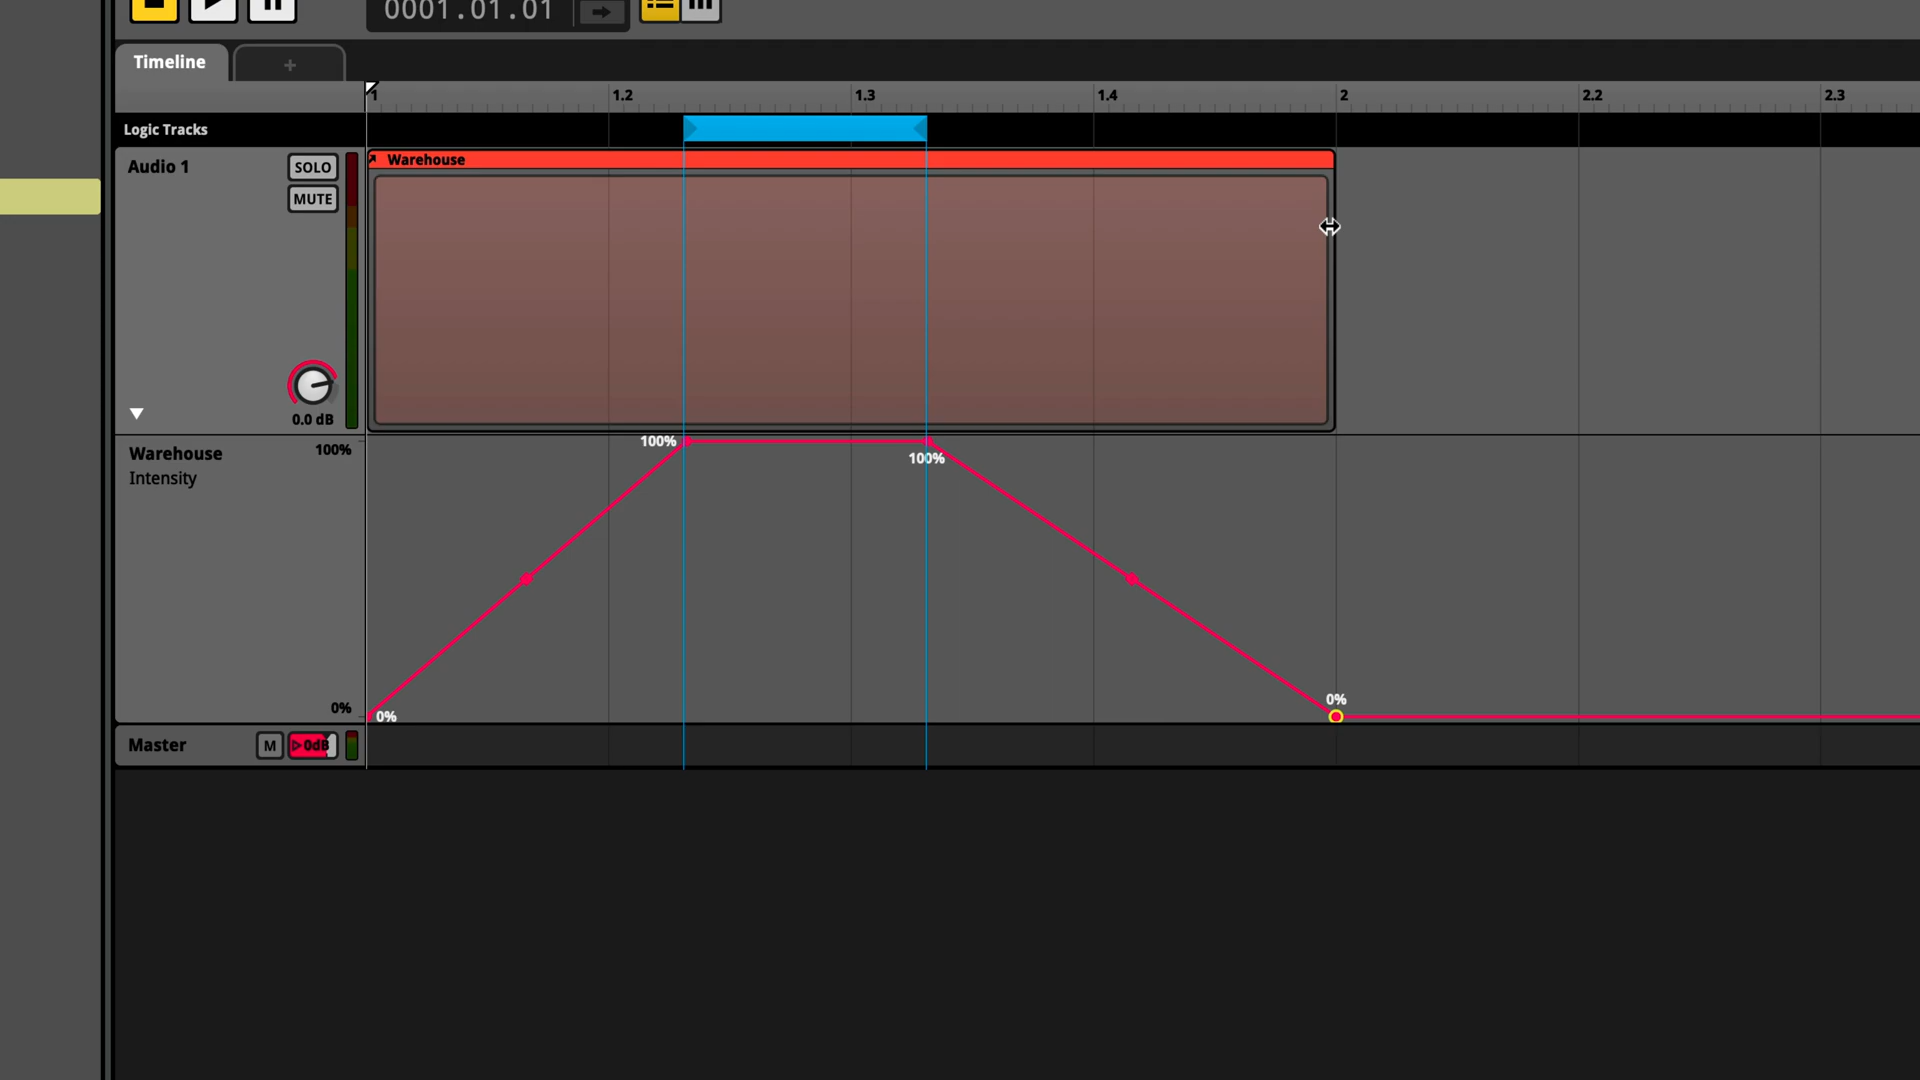 0001.01.01
Timeline
+
1 1.2 1.3 1.4 2 2.2 2.3
Logic Tracks
Audio 1 SOLO
MUTE
Warehouse
0.0 dB
Warehouse 100%
Intensity
100%
100%
0%
0%
0%
Master M 0dB